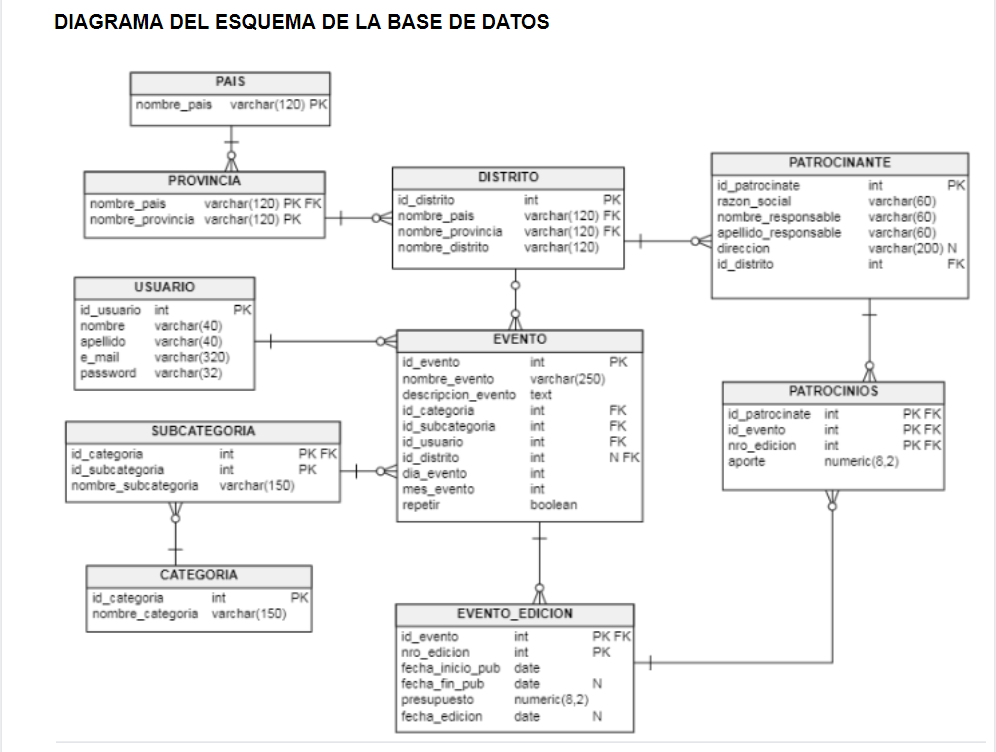 DIAGRAMA DEL ESQUEMA DE LA BASE DE DATOS
PAIS
nombre_pais varchar(120) PK
PROVINCIA
nombre_pais varchar(120) PK FK
nombre_provincia varchar(120) PK
DISTRITO
id_distrito int PK
nombre_pais varchar(120) FK
nombre_provincia varchar(120) FK
nombre_distrito varchar(120)
PATROCINANTE
id_patrocinate int PK
razon_social varchar(60)
nombre_responsable varchar(60)
apellido_responsable varchar(60)
direccion varchar(200) N
id_distrito int FK
USUARIO
id_usuario int PK
nombre varchar(40)
apellido varchar(40)
e_mail varchar(320)
password varchar(32)
EVENTO
id_evento int PK
nombre_evento varchar(250)
descripcion_evento text
id_categoria int FK
id_subcategoria int FK
id_usuario int FK
id_distrito int N FK
dia_evento int
mes_evento int
repetir boolean
PATROCINIOS
id_patrocinate int PK FK
id_evento int PK FK
nro_edicion int PK FK
aporte numeric(8,2)
SUBCATEGORIA
id_categoria int PK FK
id_subcategoria int PK
nombre_subcategoria varchar(150)
CATEGORIA
id_categoria int PK
nombre_categoria varchar(150)
EVENTO_EDICION
id_evento int PK FK
nro_edicion int PK
fecha_inicio_pub date
fecha_fin_pub date N
presupuesto numeric(8,2)
fecha_edicion date N